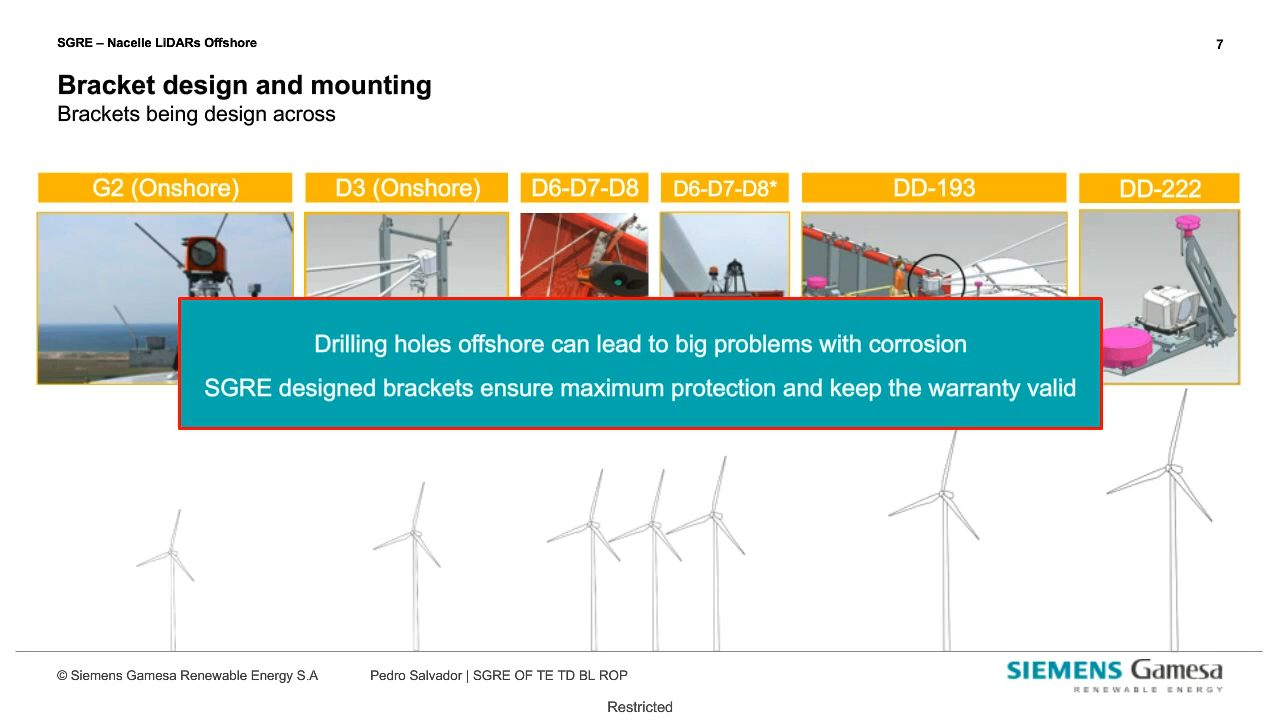 SGRE – Nacelle LiDARs Offshore
7
Bracket design and mounting
Brackets being design across
G2 (Onshore)
D3 (Onshore)
D6-D7-D8
D6-D7-D8*
DD-193
DD-222
Drilling holes offshore can lead to big problems with corrosion
SGRE designed brackets ensure maximum protection and keep the warranty valid
© Siemens Gamesa Renewable Energy S.A
Pedro Salvador | SGRE OF TE TD BL ROP
SIEMENS Gamesa
RENEWABLE ENERGY
Restricted